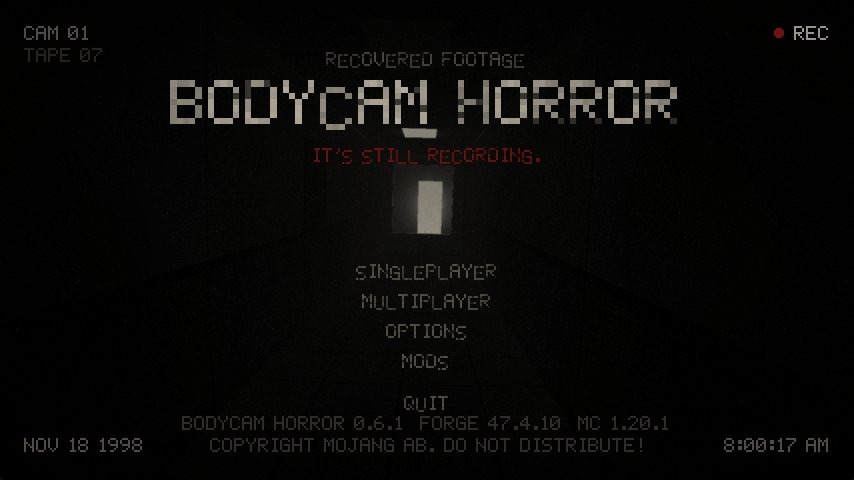 CAM 01
TAPE 07
REC
RECOVERED FOOTAGE
BODYCAM HORROR
IT'S STILL RECORDING.
SINGLEPLAYER
MULTIPLAYER
OPTIONS
MODS
QUIT
BODYCAM HORROR 0.6.1 FORGE 47.4.10 MC 1.20.1
COPYRIGHT MOJANG AB. DO NOT DISTRIBUTE!
NOV 18 1998
8:00:17 AM